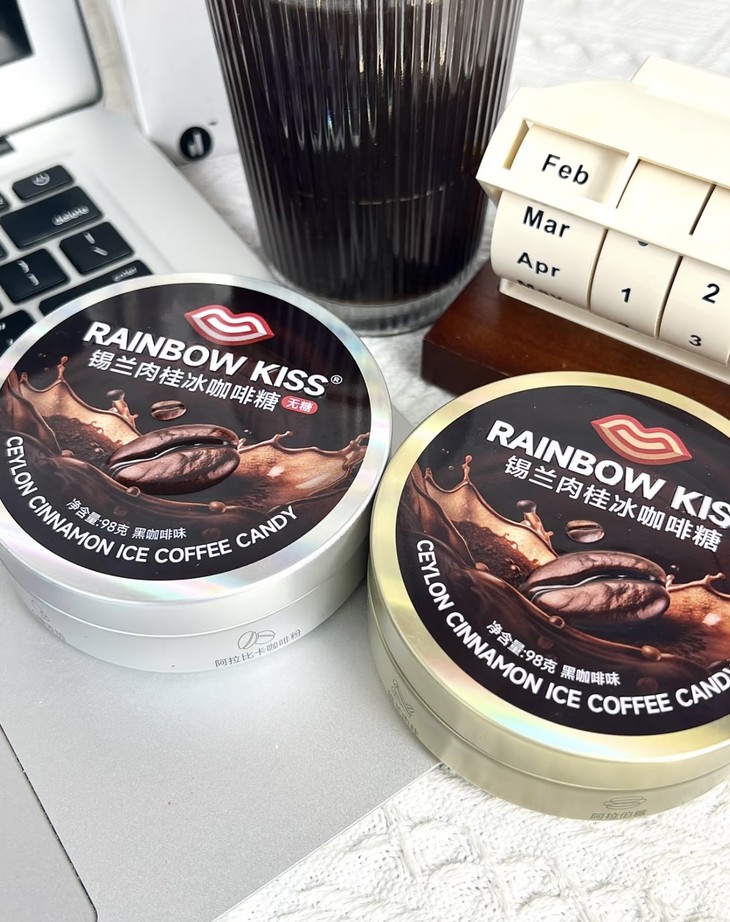 delete
Feb
Mar
Apr
1
2
3
RAINBOW KISS®
锡兰肉桂冰咖啡糖 无糖
净含量:98克 黑咖啡味
CEYLON CINNAMON ICE COFFEE CANDY
阿拉比卡咖啡粉
RAINBOW KIS
锡兰肉桂冰咖啡糖
净含量:98克 黑咖啡味
CEYLON CINNAMON ICE COFFEE CANDY